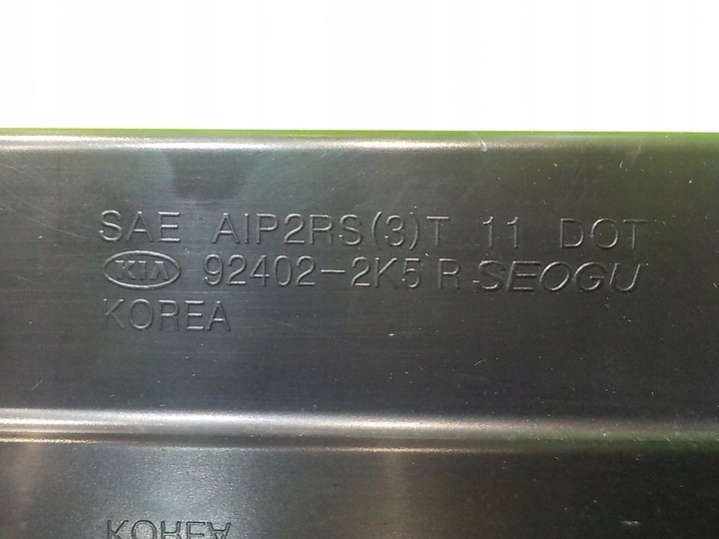 SAE AIP2RS(3)T 11 DOT
KIA 92402-2K5 R SEOGU
KOREA
KOREA